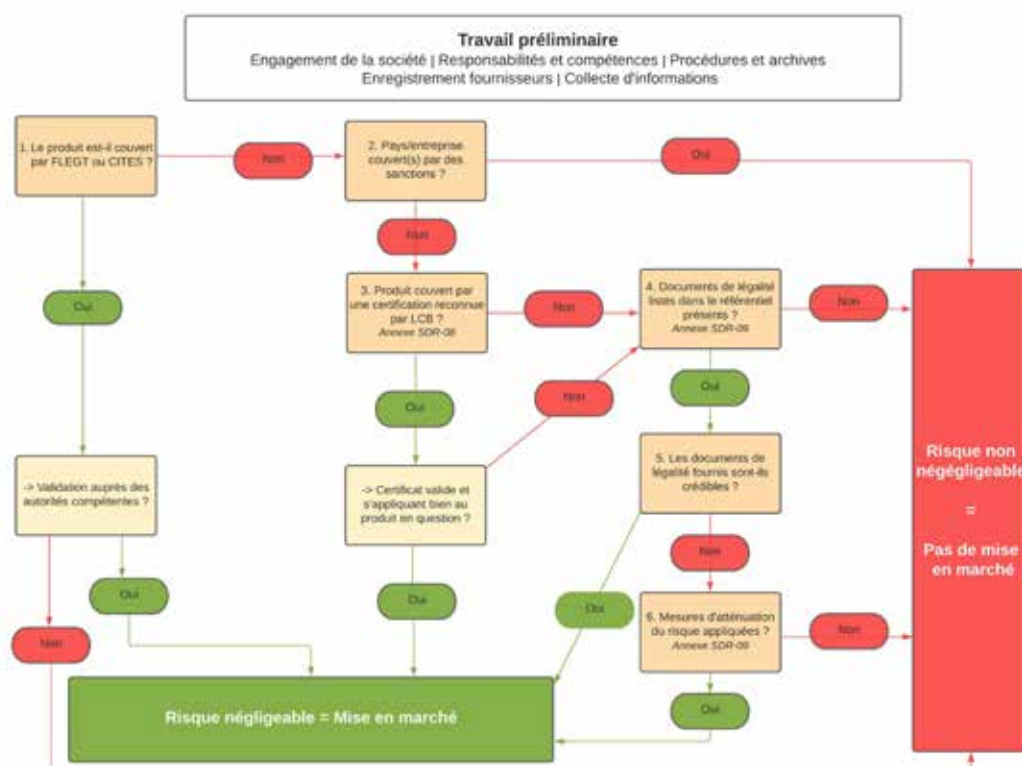 Travail préliminaire
Engagement de la société | Responsabilités et compétences | Procédures et archives
Enregistrement fournisseurs | Collecte d'informations
1. Le produit est-il couvert
par FLEGT ou CITES ?
Non
2. Pays/entreprise
couvert(s) par des
sanctions ?
Oui
Non
Oui
3. Produit couvert par
une certification reconnue
par LCB ?
Annexe SDR-08
Non
4. Documents de légalité
listés dans le référentiel
présents ?
Annexe SDR-09
Non
Oui
Non
Oui
-> Validation auprès des
autorités compétentes ?
-> Certificat valide et
s'appliquant bien au
produit en question ?
5. Les documents de
légalité fournis sont-ils
crédibles ?
Risque non
négégligeable
=
Pas de mise
en marché
Non
Oui
Oui
Oui
Non
6. Mesures d'atténuation
du risque appliquées ?
Annexe SDR-09
Non
Oui
Risque négligeable = Mise en marché